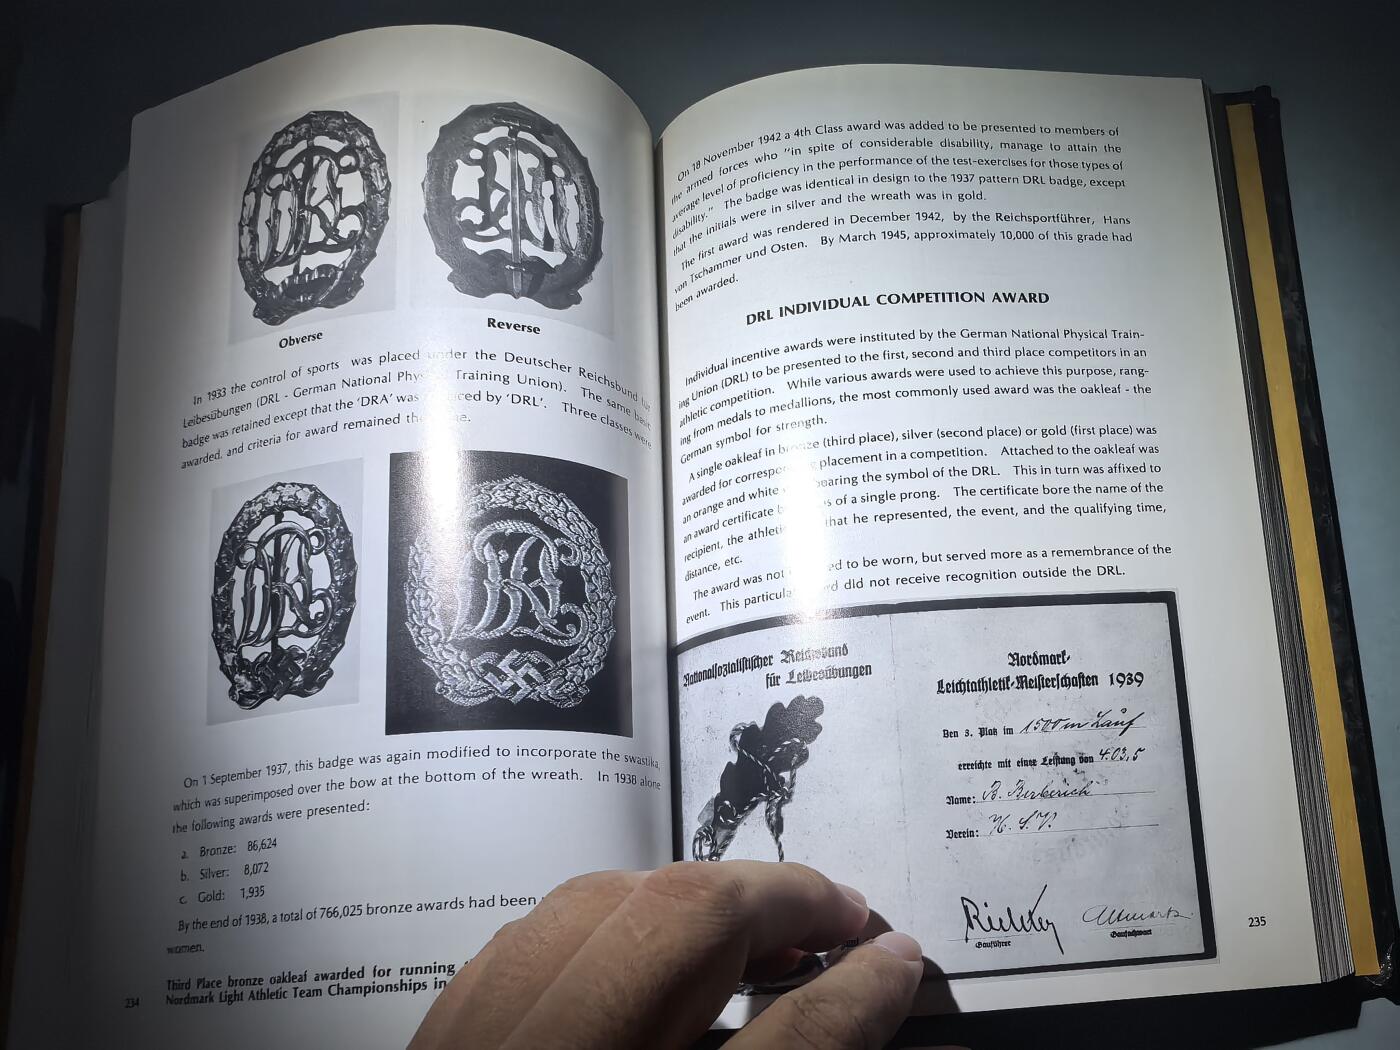 Obverse
Reverse
In 1933 the control of sports was placed under the Deutscher Reichsbund für
Leibesübungen (DRL - German National Training Union). The same basic
badge was retained except that the 'DRA' was by 'DRL'. Three classes were
awarded, and criteria for award remained the
On 1 September 1937, this badge was again modified to incorporate the swastika,
which was superimposed over the bow at the bottom of the wreath. In 1938 alone
the following awards were presented:
a. Bronze: 86,624
b. Silver: 8,072
c. Gold: 1,935
By the end of 1938, a total of 766,025 bronze awards had been
women.
Third Place bronze oakleaf awarded for running
Nordmark Light Athletic Team Championships in
234
On 18 November 1942 a 4th Class award was added to be presented to members of
the armed forces who "in spite of considerable disability, manage to attain the
average level of proficiency in the performance of the test-exercises for those types of
disability." The badge was identical in design to the 1937 pattern DRL badge, except
that the initials were in silver and the wreath was in gold.
The first award was rendered in December 1942, by the Reichsportführer, Hans
von Tschammer und Osten. By March 1945, approximately 10,000 of this grade had
been awarded.
DRL INDIVIDUAL COMPETITION AWARD
Individual incentive awards were instituted by the German National Physical Train-
ing Union (DRL) to be presented to the first, second and third place competitors in an
athletic competition. While various awards were used to achieve this purpose, rang-
ing from medals to medallions, the most commonly used award was the oakleaf - the
German symbol for strength.
A single oakleaf in bronze (third place), silver (second place) or gold (first place) was
awarded for placement in a competition. Attached to the oakleaf was
an orange and white bearing the symbol of the DRL. This in turn was affixed to
an award certificate of a single prong. The certificate bore the name of the
recipient, the that he represented, the event, and the qualifying time,
distance, etc.
The award was not to be worn, but served more as a remembrance of the
event. This particular did not receive recognition outside the DRL.
Nationalsozialistischer Reichsbund
für Leibesübungen
Nordmark-
Leichtathletik-Meisterschaften 1939
Den 3. Platz im 1500 m Lauf
erreichte mit einer Leistung von 4:03,5
Name: B. Berberich
Verein: H. S. V.
Richter
Gauführer
Gaufachwart
235